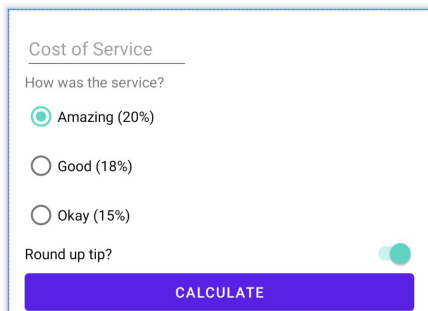 Cost of Service
How was the service?
Amazing (20%)
Good (18%)
Okay (15%)
Round up tip?
CALCULATE